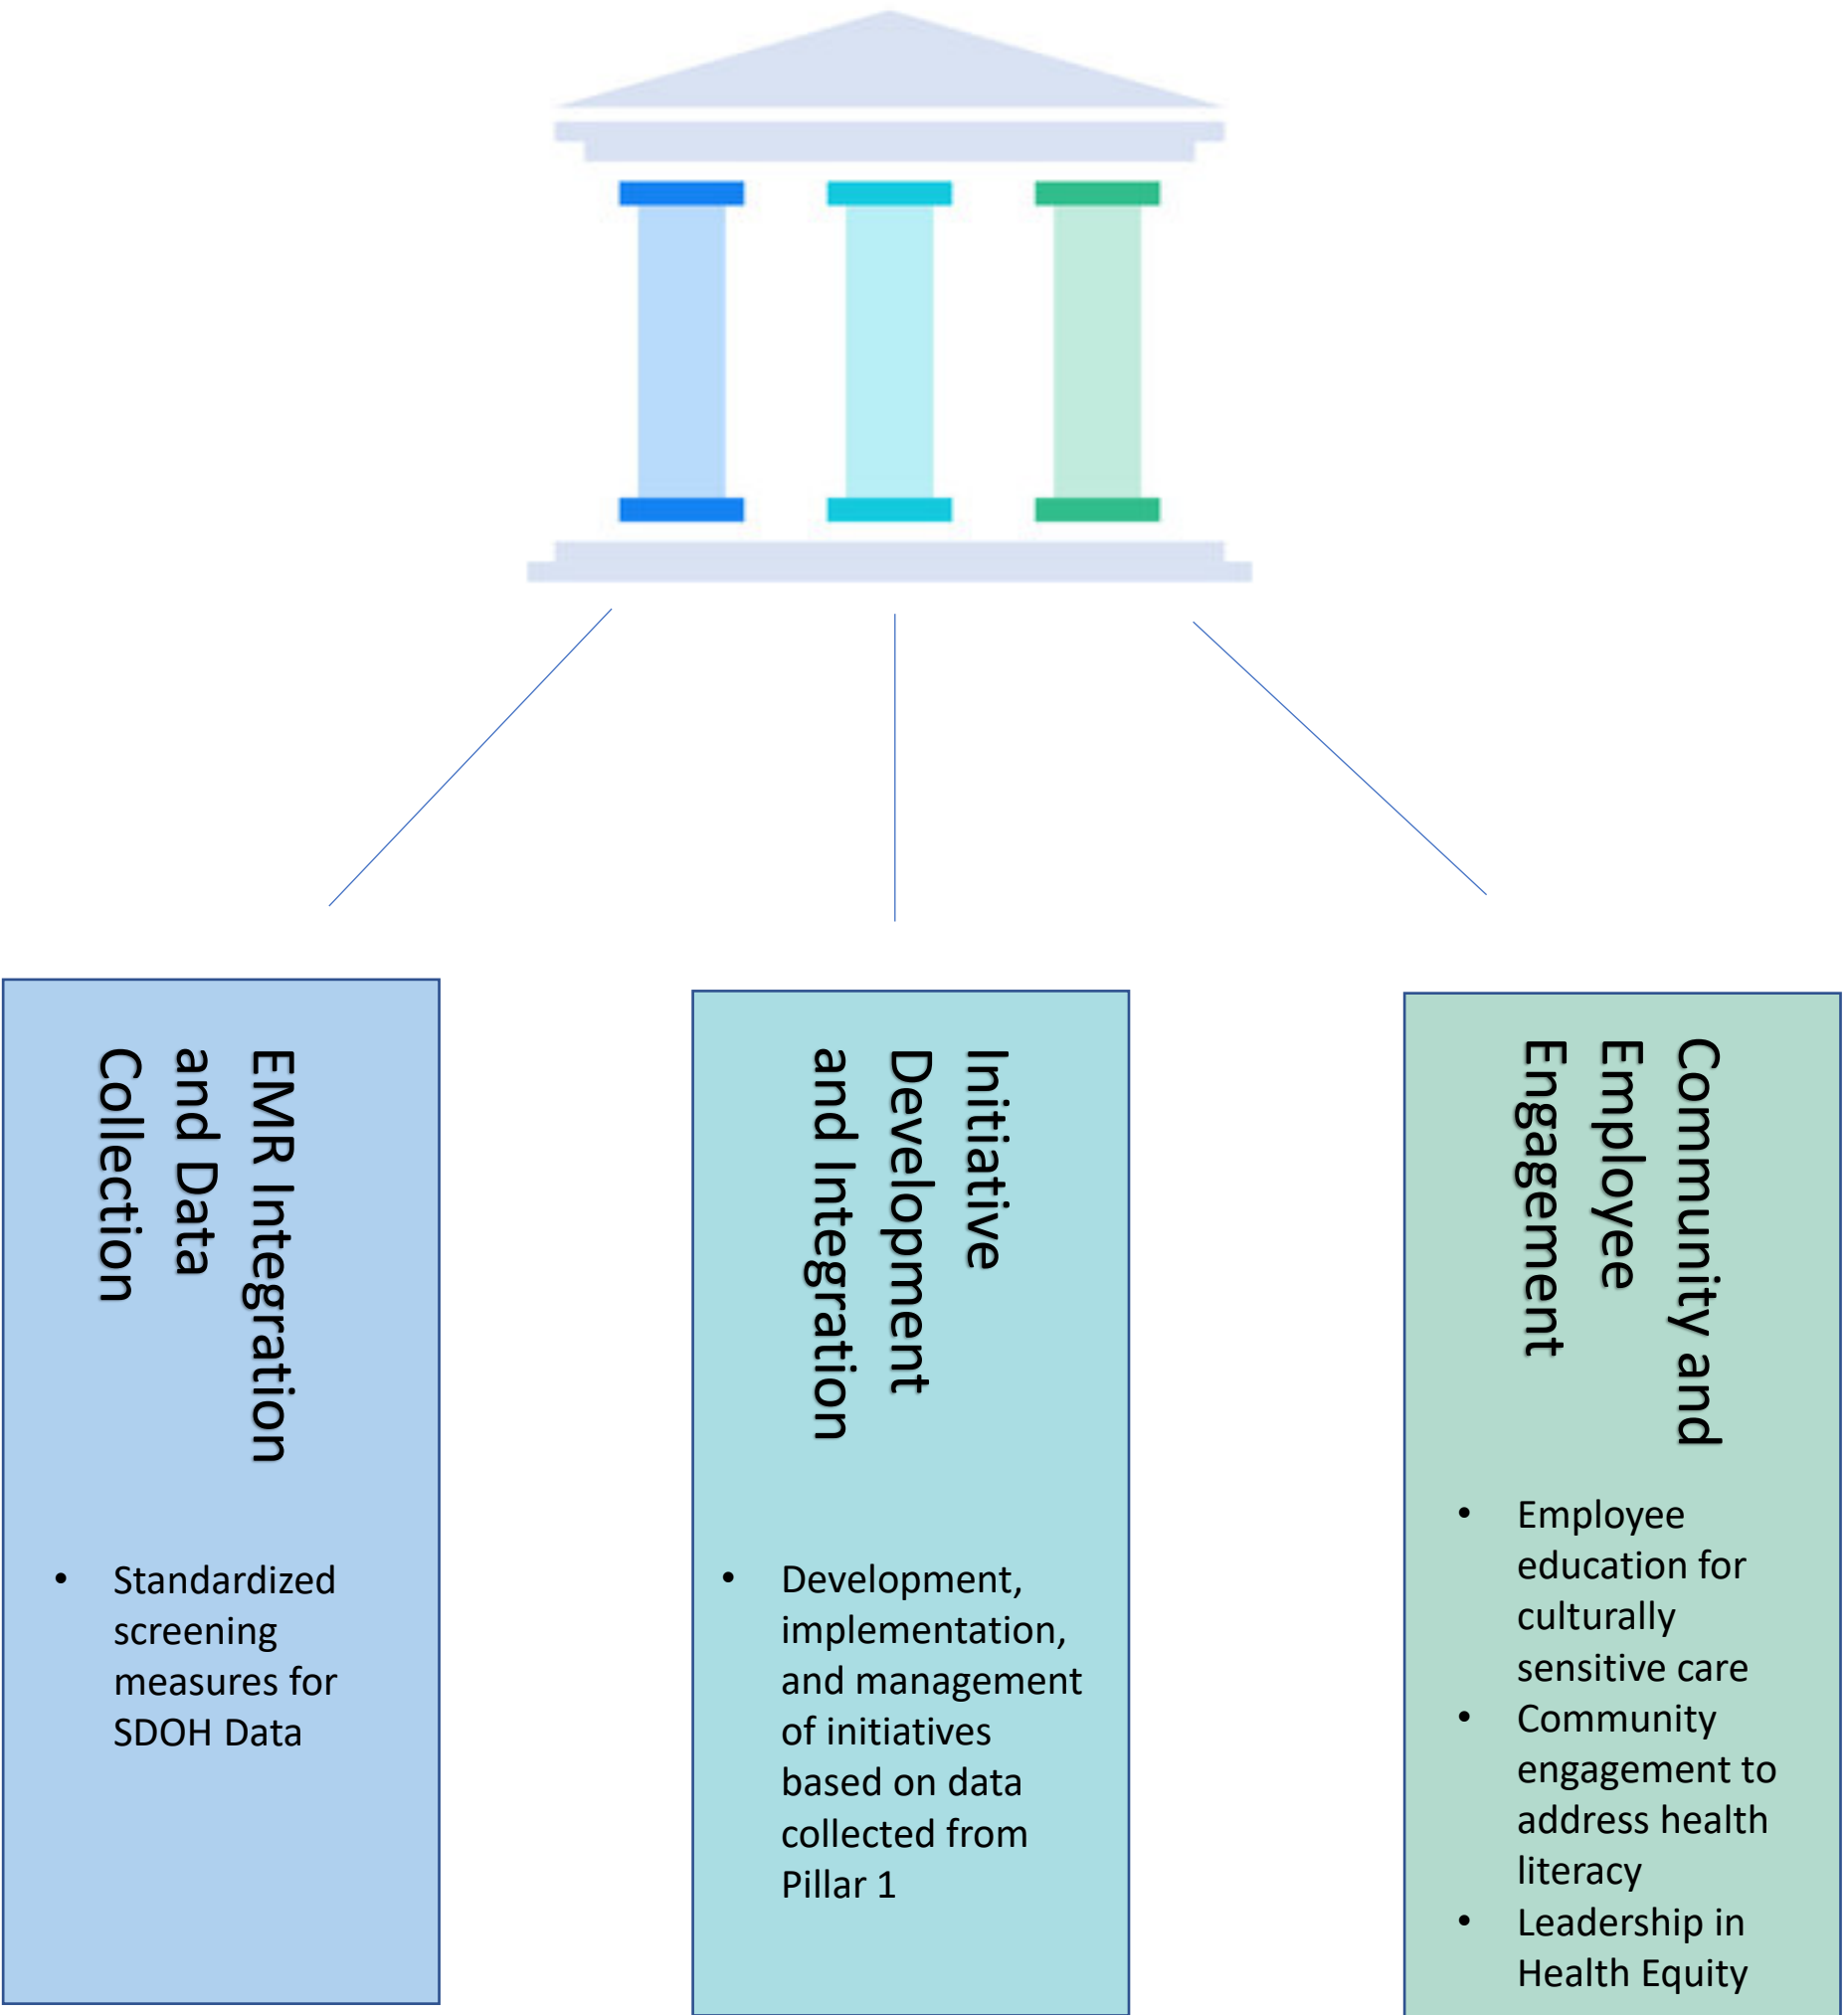 EMR Integration
and Data
Collection
• Standardized
screening
measures for
SDOH Data
Initiative
Development
and Integration
• Development,
implementation,
and management
of initiatives
based on data
collected from
Pillar 1
Community and
Employee
Engagement
• Employee
education for
culturally
sensitive care
• Community
engagement to
address health
literacy
• Leadership in
Health Equity